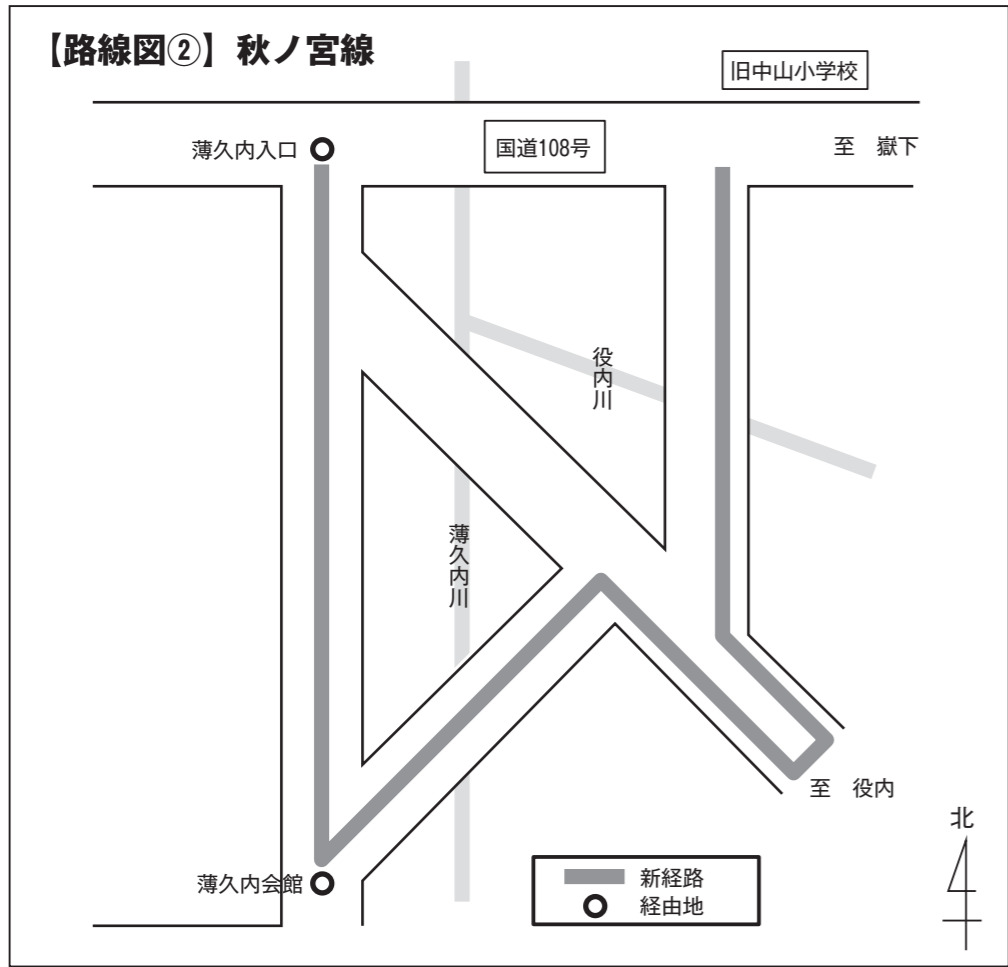 【路線図②】秋ノ宮線
旧中山小学校
薄久内入口
国道108号
至 嶽下
役内川
薄久内川
至 役内
北
薄久内会館
新経路
経由地